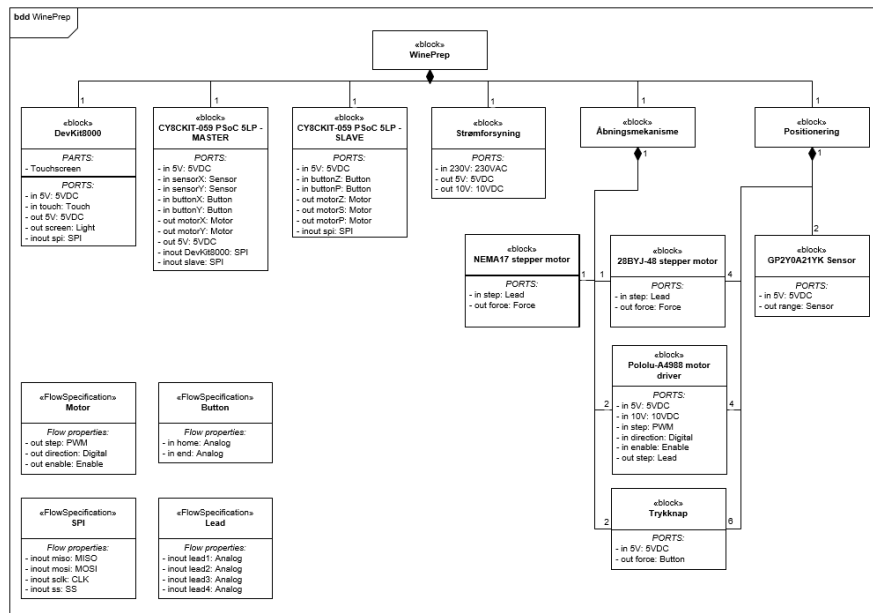 bdd WinePrep
«block»
WinePrep
1
1
1
1
1
1
«block»
DevKit8000
PARTS:
- Touchscreen
PORTS:
- in 5V: 5VDC
- in touch: Touch
- out 5V: 5VDC
- out screen: Light
- inout spi: SPI
«block»
CY8CKIT-059 PSoC 5LP -
MASTER
PORTS:
- in 5V: 5VDC
- in sensorX: Sensor
- in sensorY: Sensor
- in buttonX: Button
- in buttonY: Button
- out motorX: Motor
- out motorY: Motor
- out 5V: 5VDC
- inout DevKit8000: SPI
- inout slave: SPI
«block»
CY8CKIT-059 PSoC 5LP -
SLAVE
PORTS:
- in 5V: 5VDC
- in buttonZ: Button
- in buttonP: Button
- out motorZ: Motor
- out motorS: Motor
- out motorP: Motor
- inout spi: SPI
«block»
Strømforsyning
PORTS:
- in 230V: 230VAC
- out 5V: 5VDC
- out 10V: 10VDC
«block»
Åbningsmekanisme
1
«block»
Positionering
1
«block»
NEMA17 stepper motor
PORTS:
- in step: Lead
- out force: Force
1
1
«block»
28BYJ-48 stepper motor
PORTS:
- in step: Lead
- out force: Force
4
2
«block»
GP2Y0A21YK Sensor
PORTS:
- in 5V: 5VDC
- out range: Sensor
2
«block»
Pololu-A4988 motor
driver
PORTS:
- in 5V: 5VDC
- in 10V: 10VDC
- in step: PWM
- in direction: Digital
- in enable: Enable
- out step: Lead
4
2
«block»
Trykknap
PORTS:
- in 5V: 5VDC
- out force: Button
6
«FlowSpecification»
Motor
Flow properties:
- out step: PWM
- out direction: Digital
- out enable: Enable
«FlowSpecification»
Button
Flow properties:
- in home: Analog
- in end: Analog
«FlowSpecification»
SPI
Flow properties:
- inout miso: MISO
- inout mosi: MOSI
- inout sclk: CLK
- inout ss: SS
«FlowSpecification»
Lead
Flow properties:
- inout lead1: Analog
- inout lead2: Analog
- inout lead3: Analog
- inout lead4: Analog